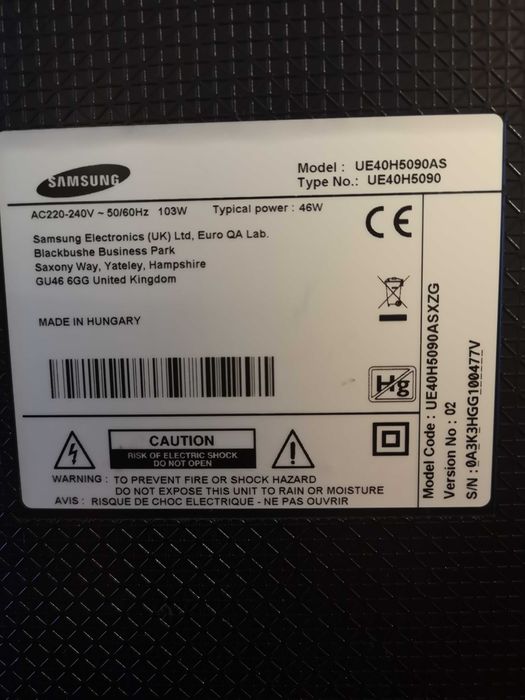 SAMSUNG
Model : UE40H5090AS
Type No.: UE40H5090
AC220-240V ~ 50/60Hz 103W Typical power : 46W
Samsung Electronics (UK) Ltd, Euro QA Lab.
Blackbushe Business Park
Saxony Way, Yateley, Hampshire
GU46 6GG United Kingdom
CE
MADE IN HUNGARY
Hg
CAUTION
RISK OF ELECTRIC SHOCK
DO NOT OPEN
WARNING : TO PREVENT FIRE OR SHOCK HAZARD
DO NOT EXPOSE THIS UNIT TO RAIN OR MOISTURE
AVIS : RISQUE DE CHOC ELECTRIQUE - NE PAS OUVRIR
Model Code : UE40H5090ASXZG
Version No : 02
S/N : 0A3K3HGG100477V